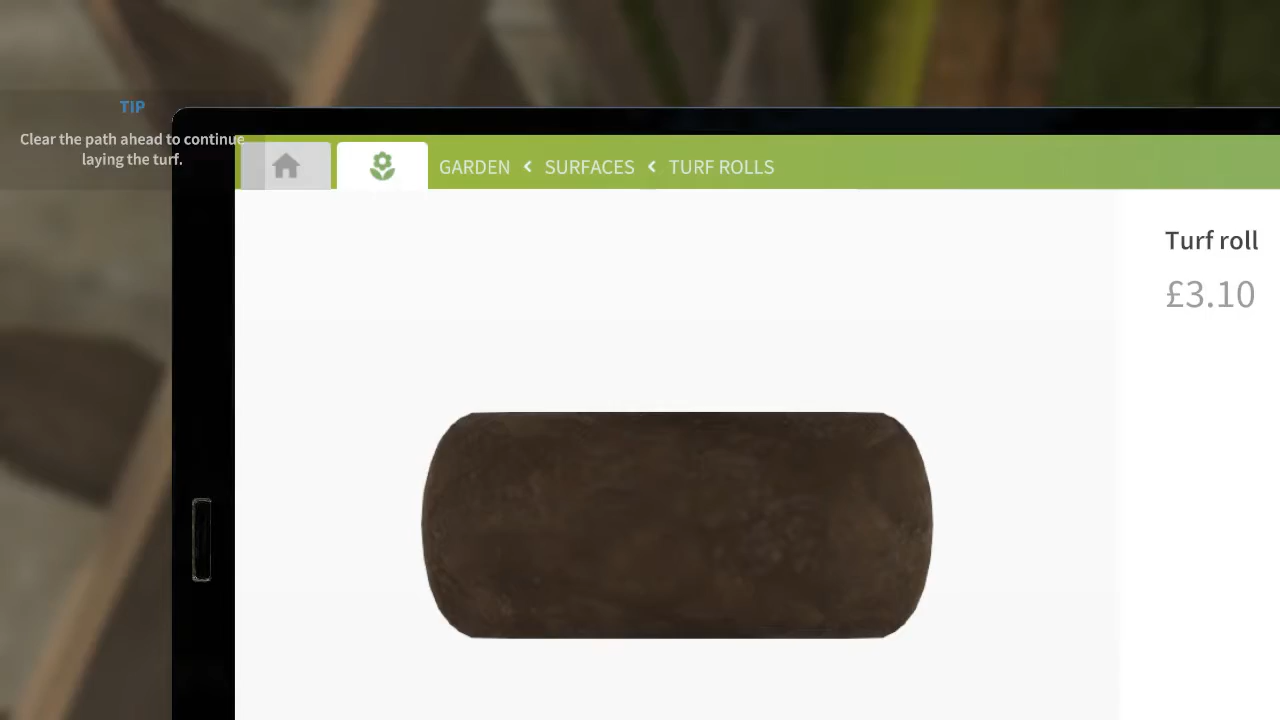 TIP
Clear the path ahead to continue
laying the turf.
GARDEN < SURFACES < TURF ROLLS
Turf roll
£3.10